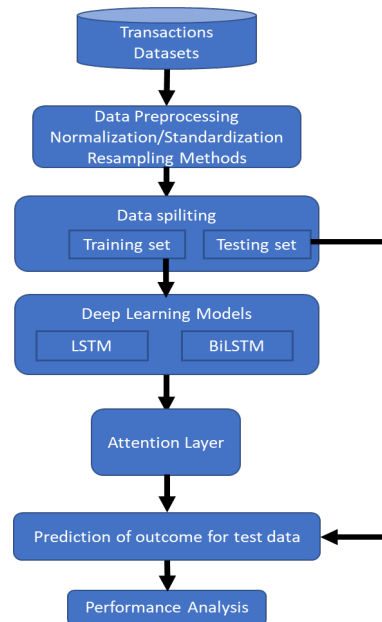 Transactions
Datasets
Data Preprocessing
Normalization/Standardization
Resampling Methods
Data spiliting
Training set
Testing set
Deep Learning Models
LSTM
BiLSTM
Attention Layer
Prediction of outcome for test data
Performance Analysis